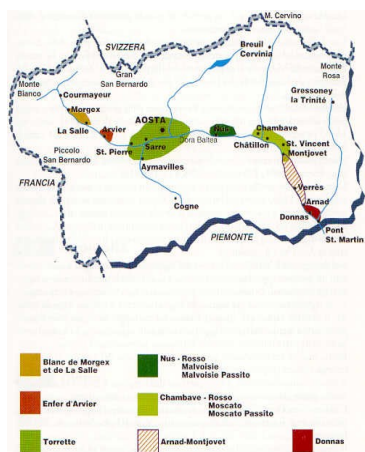 M. Cervino
SVIZZERA
Breuil
Cervinia
Gran
San Bernardo
Monte
Rosa
Monte
Bianco
Courmayeur
Gressoney
la Trinité
Morgex
AOSTA
La Salle
Arvier
Nus
Chambave
Dora Baltea
St. Vincent
Châtillon
Montjovet
Piccolo
San Bernardo
St. Pierre
Sarre
Aymavilles
FRANCIA
Verrès
Cogne
Arnad
Donnas
PIEMONTE
Pont
St. Martin
Blanc de Morgex
et de La Salle
Nus - Rosso
Malvoisie
Malvoisie Passito
Enfer d'Arvier
Chambave - Rosso
Moscato
Moscato Passito
Torrette
Arnad-Montjovet
Donnas